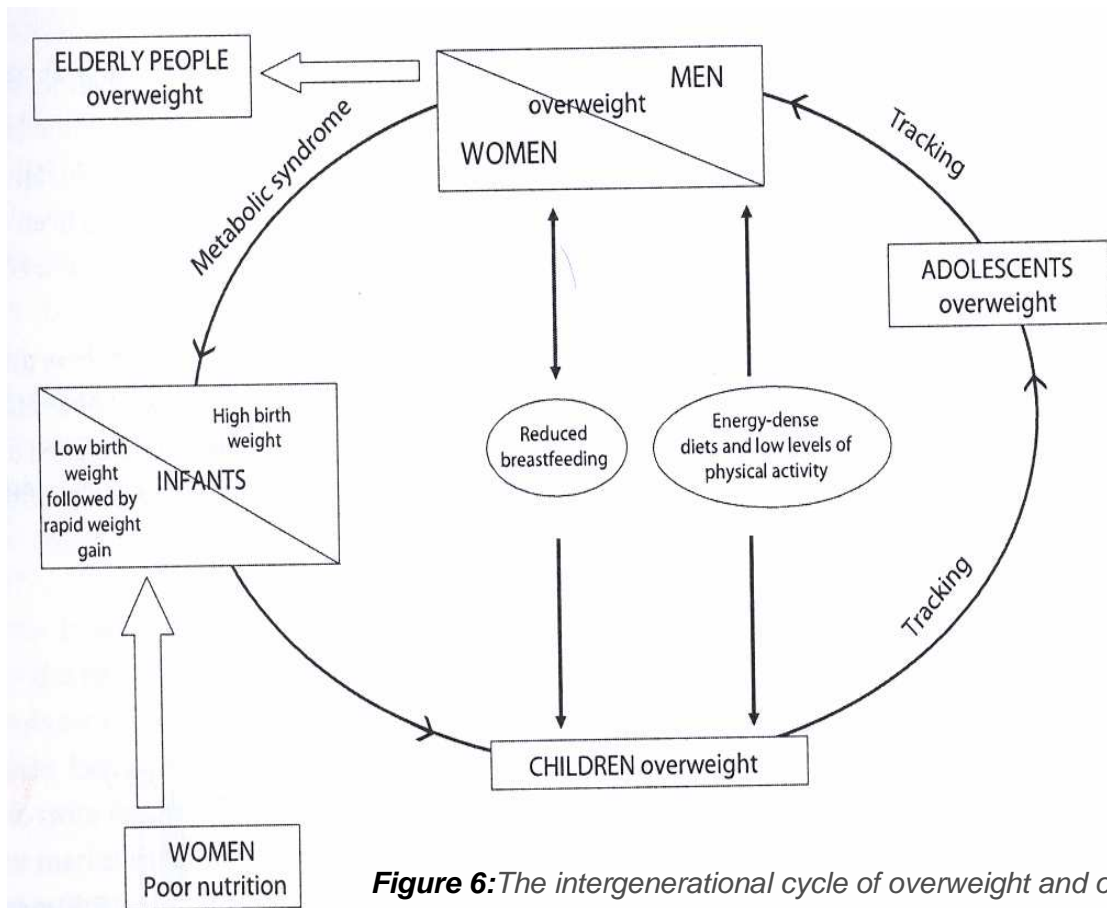 ELDERLY PEOPLE
overweight
MEN
overweight
WOMEN
Metabolic syndrome
Tracking
ADOLESCENTS
overweight
High birth
weight
Low birth
weight
followed by
rapid weight
gain
INFANTS
Reduced
breastfeeding
Energy-dense
diets and low levels of
physical activity
Tracking
CHILDREN overweight
WOMEN
Poor nutrition
Figure 6:The intergenerational cycle of overweight and